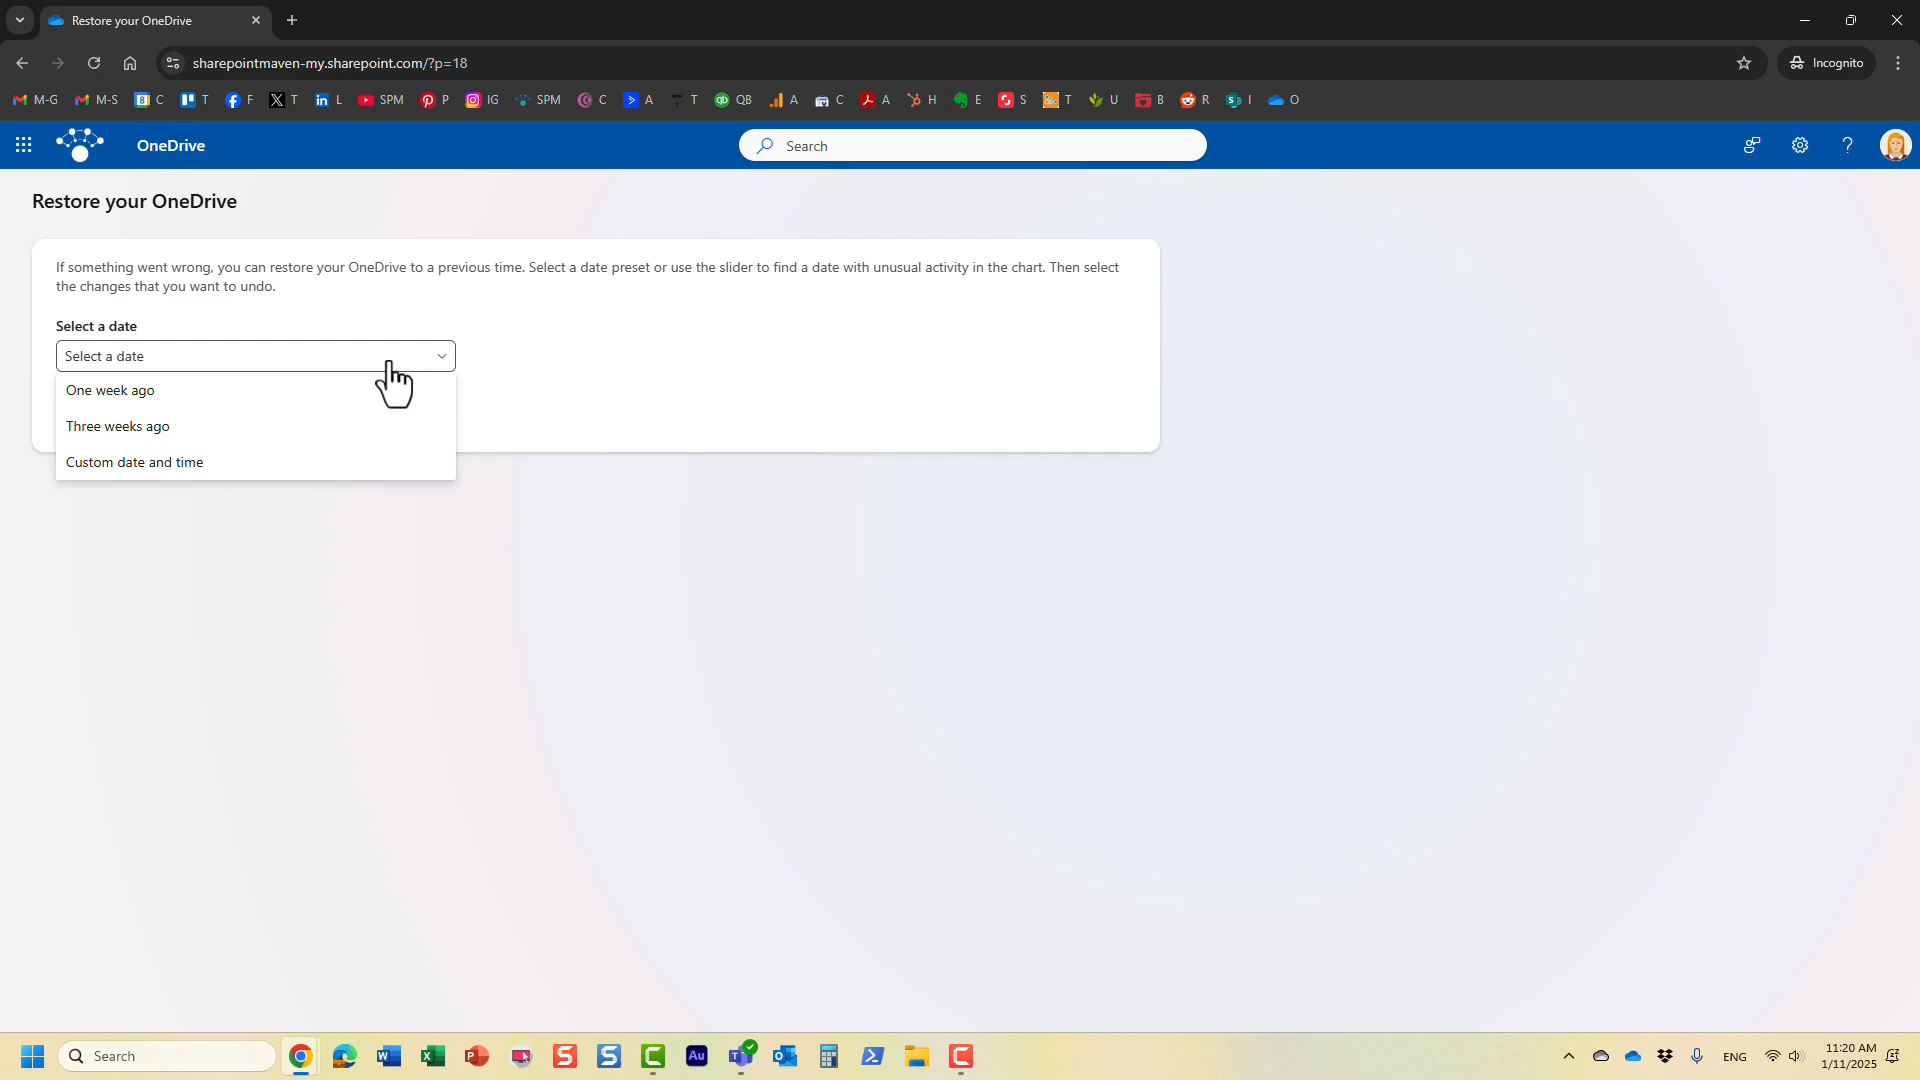 Restore your OneDrive
sharepointmaven-my.sharepoint.com/?p=18
Incognito
M-G M-S C T F T L SPM P IG SPM C A T QB A C A H E S T U B R I O
OneDrive
Search
Restore your OneDrive
If something went wrong, you can restore your OneDrive to a previous time. Select a date preset or use the slider to find a date with unusual activity in the chart. Then select
the changes that you want to undo.
Select a date
Select a date
One week ago
Three weeks ago
Custom date and time
Search
Au
ENG
11:20 AM
1/11/2025